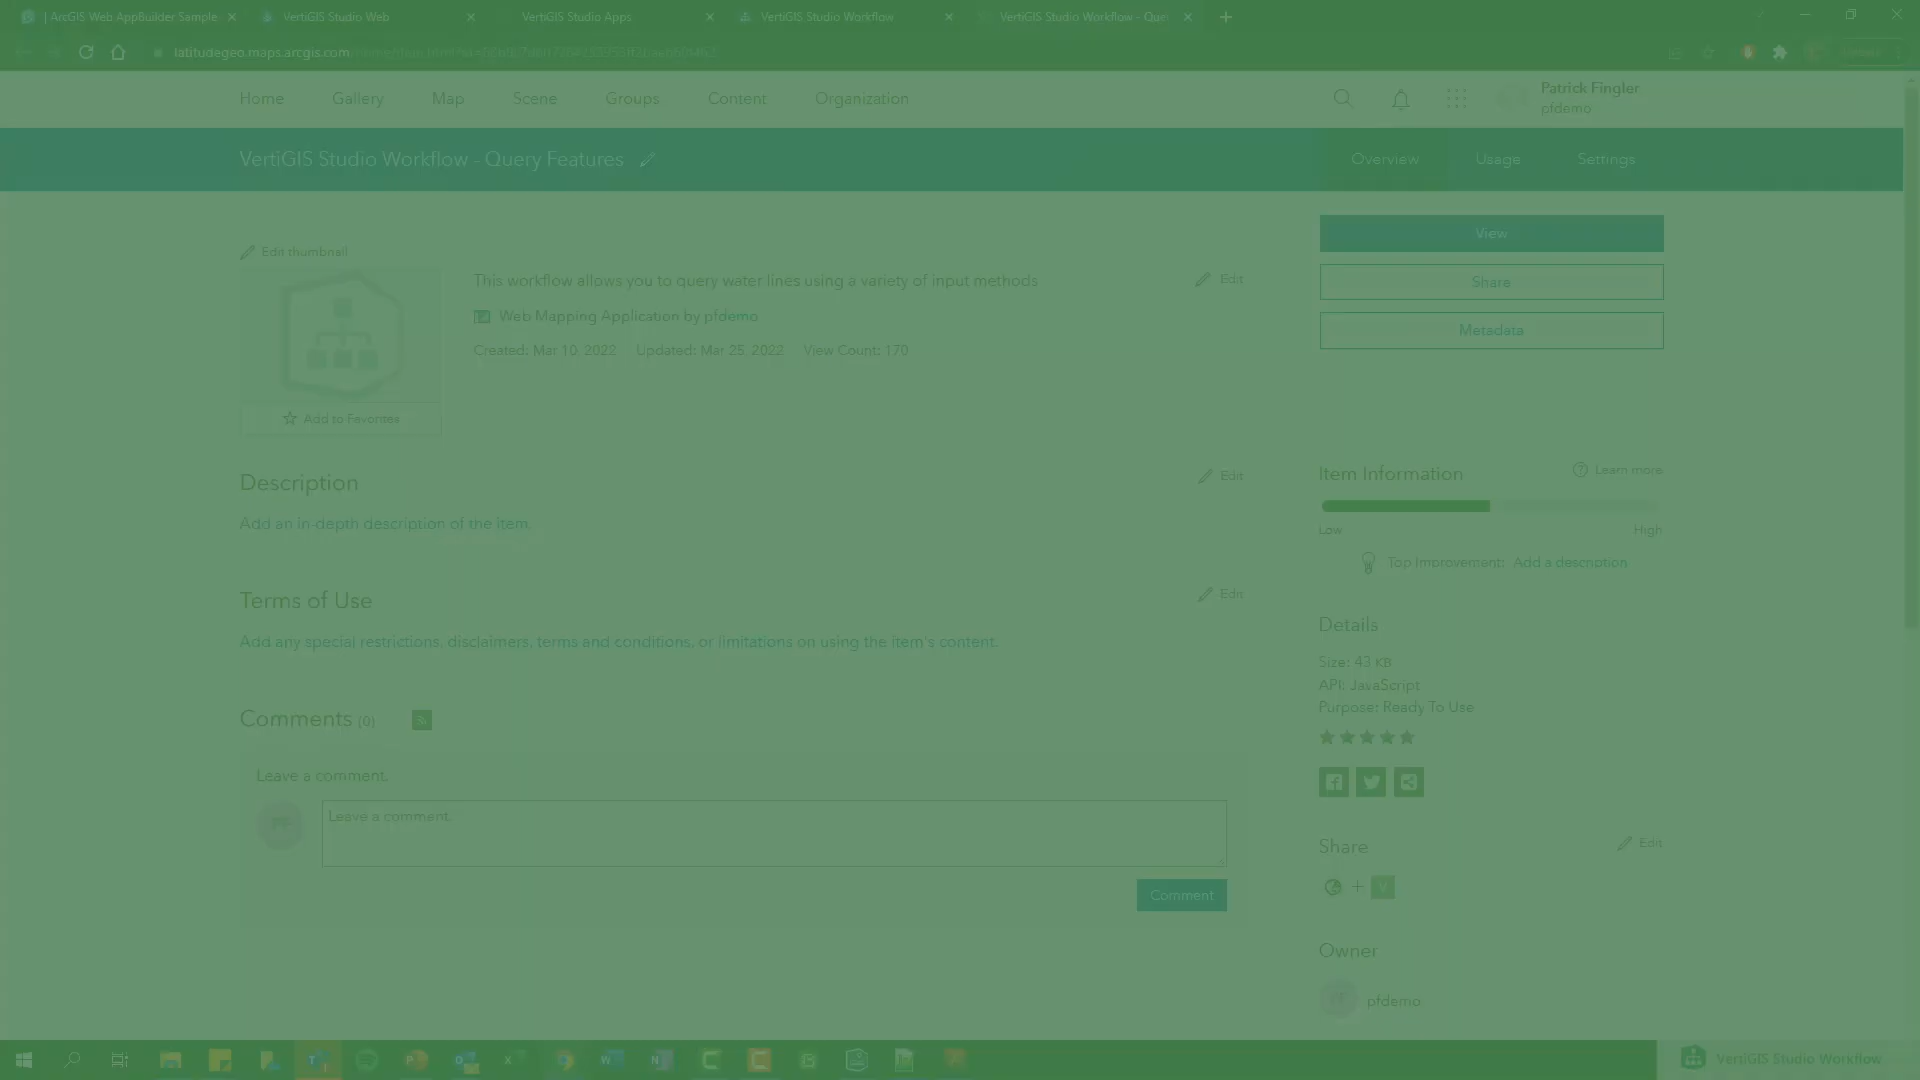 | ArcGIS Web AppBuilder Sample
VertiGIS Studio Web
VertiGIS Studio Apps
VertiGIS Studio Workflow
VertiGIS Studio Workflow - Que
latitudegeo.maps.arcgis.com
Home
Gallery
Map
Scene
Groups
Content
Organization
Patrick Fingler
pfdemo
VertiGIS Studio Workflow - Query Features
Overview
Usage
Settings
Edit thumbnail
Add to Favorites
This workflow allows you to query water lines using a variety of input methods
Edit
Web Mapping Application by pfdemo
Created: Mar 10, 2022 Updated: Mar 25, 2022 View Count: 170
View
Share
Metadata
Description
Edit
Add an in-depth description of the item.
Terms of Use
Edit
Add any special restrictions, disclaimers, terms and conditions, or limitations on using the item's content.
Comments (0)
Leave a comment.
Leave a comment.
Comment
Item Information
Learn more
Low
High
Top Improvement: Add a description
Details
Size: 43 KB
API: JavaScript
Purpose: Ready To Use
Share
Edit
V
Owner
PF
pfdemo
VertiGIS Studio Workflow